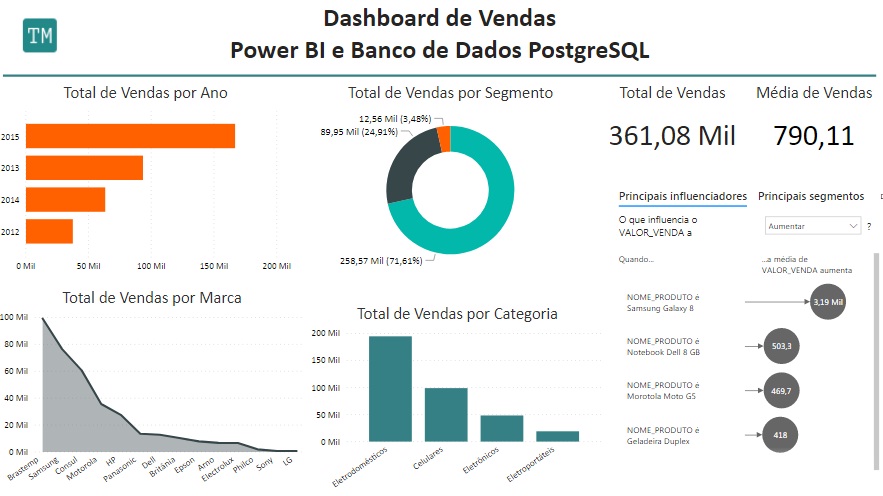 TM
Dashboard de Vendas
Power BI e Banco de Dados PostgreSQL
Total de Vendas por Ano
2015
2013
2014
2012
0 Mil 50 Mil 100 Mil 150 Mil 200 Mil
Total de Vendas por Segmento
12,56 Mil (3,48%)
89,95 Mil (24,91%)
258,57 Mil (71,61%)
Total de Vendas
361,08 Mil
Média de Vendas
790,11
Principais influenciadores Principais segmentos
O que influencia o
VALOR_VENDA a
Aumentar
?
Quando...
...a média de
VALOR_VENDA aumenta
NOME_PRODUTO é
Samsung Galaxy 8
3,19 Mil
NOME_PRODUTO é
Notebook Dell 8 GB
503,3
NOME_PRODUTO é
Morotola Moto G5
469,7
NOME_PRODUTO é
Geladeira Duplex
418
Total de Vendas por Marca
100 Mil
80 Mil
60 Mil
40 Mil
20 Mil
0 Mil
Brastemp
Samsung
Consul
Motorola
HP
Panasonic
Dell
Britânia
Epson
Arno
Electrolux
Philco
Sony
LG
Total de Vendas por Categoria
200 Mil
150 Mil
100 Mil
50 Mil
0 Mil
Eletrodomésticos
Celulares
Eletrônicos
Eletroportáteis